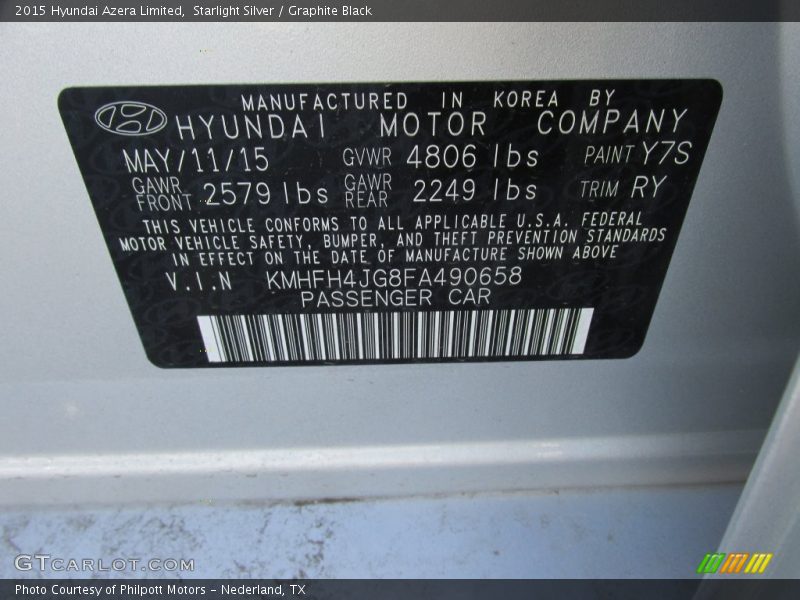 2015 Hyundai Azera Limited,  Starlight Silver / Graphite Black
MANUFACTURED IN KOREA BY
HYUNDAI MOTOR COMPANY
MAY/11/15 GVWR 4806 lbs PAINT Y7S
GAWR FRONT 2579 lbs GAWR REAR 2249 lbs TRIM RY
THIS VEHICLE CONFORMS TO ALL APPLICABLE U.S.A. FEDERAL
MOTOR VEHICLE SAFETY, BUMPER, AND THEFT PREVENTION STANDARDS
IN EFFECT ON THE DATE OF MANUFACTURE SHOWN ABOVE
V.I.N KMHFH4JG8FA490658
PASSENGER CAR
GTCARLOT.COM
Photo Courtesy of Philpott Motors - Nederland, TX